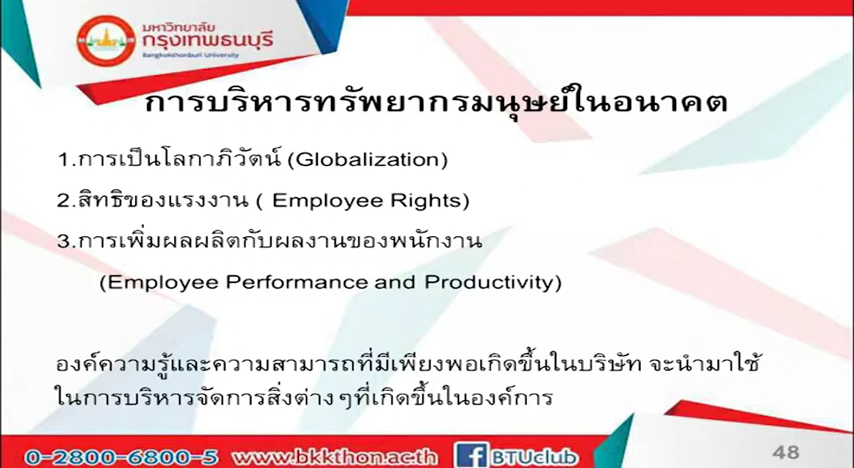 มหาวิทยาลัย
กรุงเทพธนบุรี
Bangkokthonburi University
การบริหารทรัพยากรมนุษย์ในอนาคต
1.การเป็นโลกาภิวัตน์ (Globalization)
2.สิทธิของแรงงาน ( Employee Rights)
3.การเพิ่มผลผลิตกับผลงานของพนักงาน
(Employee Performance and Productivity)
องค์ความรู้และความสามารถที่มีเพียงพอเกิดขึ้นในบริษัท จะนำมาใช้
ในการบริหารจัดการสิ่งต่างๆที่เกิดขึ้นในองค์การ
0-2800-6800-5 www.bkkthon.ac.th f BTUclub
48